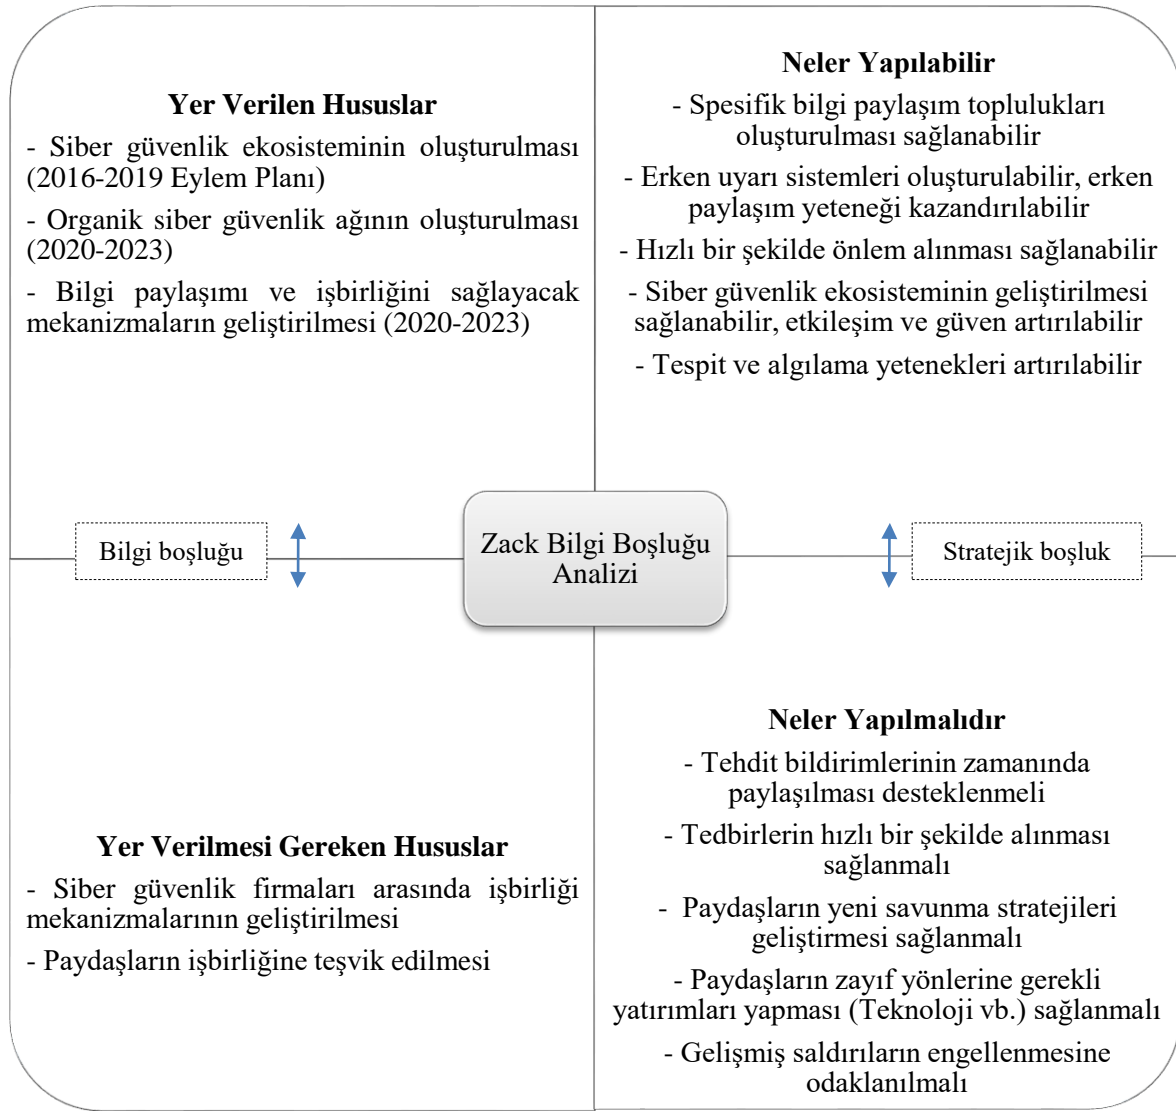 Yer Verilen Hususlar
- Siber güvenlik ekosisteminin oluşturulması
(2016-2019 Eylem Planı)
- Organik siber güvenlik ağının oluşturulması
(2020-2023)
- Bilgi paylaşımı ve işbirliğini sağlayacak
mekanizmaların geliştirilmesi (2020-2023)
Neler Yapılabilir
- Spesifik bilgi paylaşım toplulukları
oluşturulması sağlanabilir
- Erken uyarı sistemleri oluşturulabilir, erken
paylaşım yeteneği kazandırılabilir
- Hızlı bir şekilde önlem alınması sağlanabilir
- Siber güvenlik ekosisteminin geliştirilmesi
sağlanabilir, etkileşim ve güven artırılabilir
- Tespit ve algılama yetenekleri artırılabilir
Bilgi boşluğu
Zack Bilgi Boşluğu
Analizi
Stratejik boşluk
Yer Verilmesi Gereken Hususlar
- Siber güvenlik firmaları arasında işbirliği
mekanizmalarının geliştirilmesi
- Paydaşların işbirliğine teşvik edilmesi
Neler Yapılmalıdır
- Tehdit bildirimlerinin zamanında
paylaşılması desteklenmeli
- Tedbirlerin hızlı bir şekilde alınması
sağlanmalı
- Paydaşların yeni savunma stratejileri
geliştirmesi sağlanmalı
- Paydaşların zayıf yönlerine gerekli
yatırımları yapması (Teknoloji vb.) sağlanmalı
- Gelişmiş saldırıların engellenmesine
odaklanılmalı